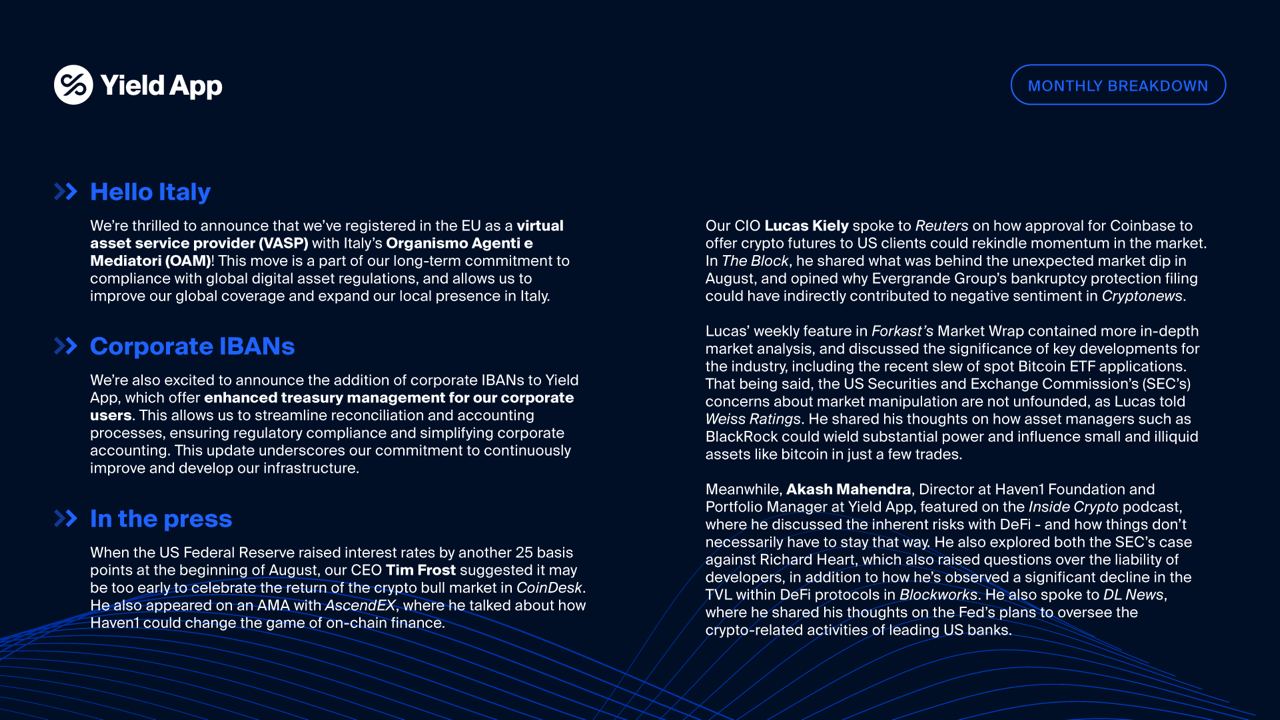 Yield App
MONTHLY BREAKDOWN
Hello Italy
We're thrilled to announce that we've registered in the EU as a virtual
asset service provider (VASP) with Italy's Organismo Agenti e
Mediatori (OAM)! This move is a part of our long-term commitment to
compliance with global digital asset regulations, and allows us to
improve our global coverage and expand our local presence in Italy.
Corporate IBANs
We're also excited to announce the addition of corporate IBANs to Yield
App, which offer enhanced treasury management for our corporate
users. This allows us to streamline reconciliation and accounting
processes, ensuring regulatory compliance and simplifying corporate
accounting. This update underscores our commitment to continuously
improve and develop our infrastructure.
In the press
When the US Federal Reserve raised interest rates by another 25 basis
points at the beginning of August, our CEO Tim Frost suggested it may
be too early to celebrate the return of the crypto bull market in CoinDesk.
He also appeared on an AMA with AscendEX, where he talked about how
Haven1 could change the game of on-chain finance.
Our CIO Lucas Kiely spoke to Reuters on how approval for Coinbase to
offer crypto futures to US clients could rekindle momentum in the market.
In The Block, he shared what was behind the unexpected market dip in
August, and opined why Evergrande Group's bankruptcy protection filing
could have indirectly contributed to negative sentiment in Cryptonews.
Lucas' weekly feature in Forkast's Market Wrap contained more in-depth
market analysis, and discussed the significance of key developments for
the industry, including the recent slew of spot Bitcoin ETF applications.
That being said, the US Securities and Exchange Commission's (SEC's)
concerns about market manipulation are not unfounded, as Lucas told
Weiss Ratings. He shared his thoughts on how asset managers such as
BlackRock could wield substantial power and influence small and illiquid
assets like bitcoin in just a few trades.
Meanwhile, Akash Mahendra, Director at Haven1 Foundation and
Portfolio Manager at Yield App, featured on the Inside Crypto podcast,
where he discussed the inherent risks with DeFi - and how things don't
necessarily have to stay that way. He also explored both the SEC's case
against Richard Heart, which also raised questions over the liability of
developers, in addition to how he's observed a significant decline in the
TVL within DeFi protocols in Blockworks. He also spoke to DL News,
where he shared his thoughts on the Fed's plans to oversee the
crypto-related activities of leading US banks.